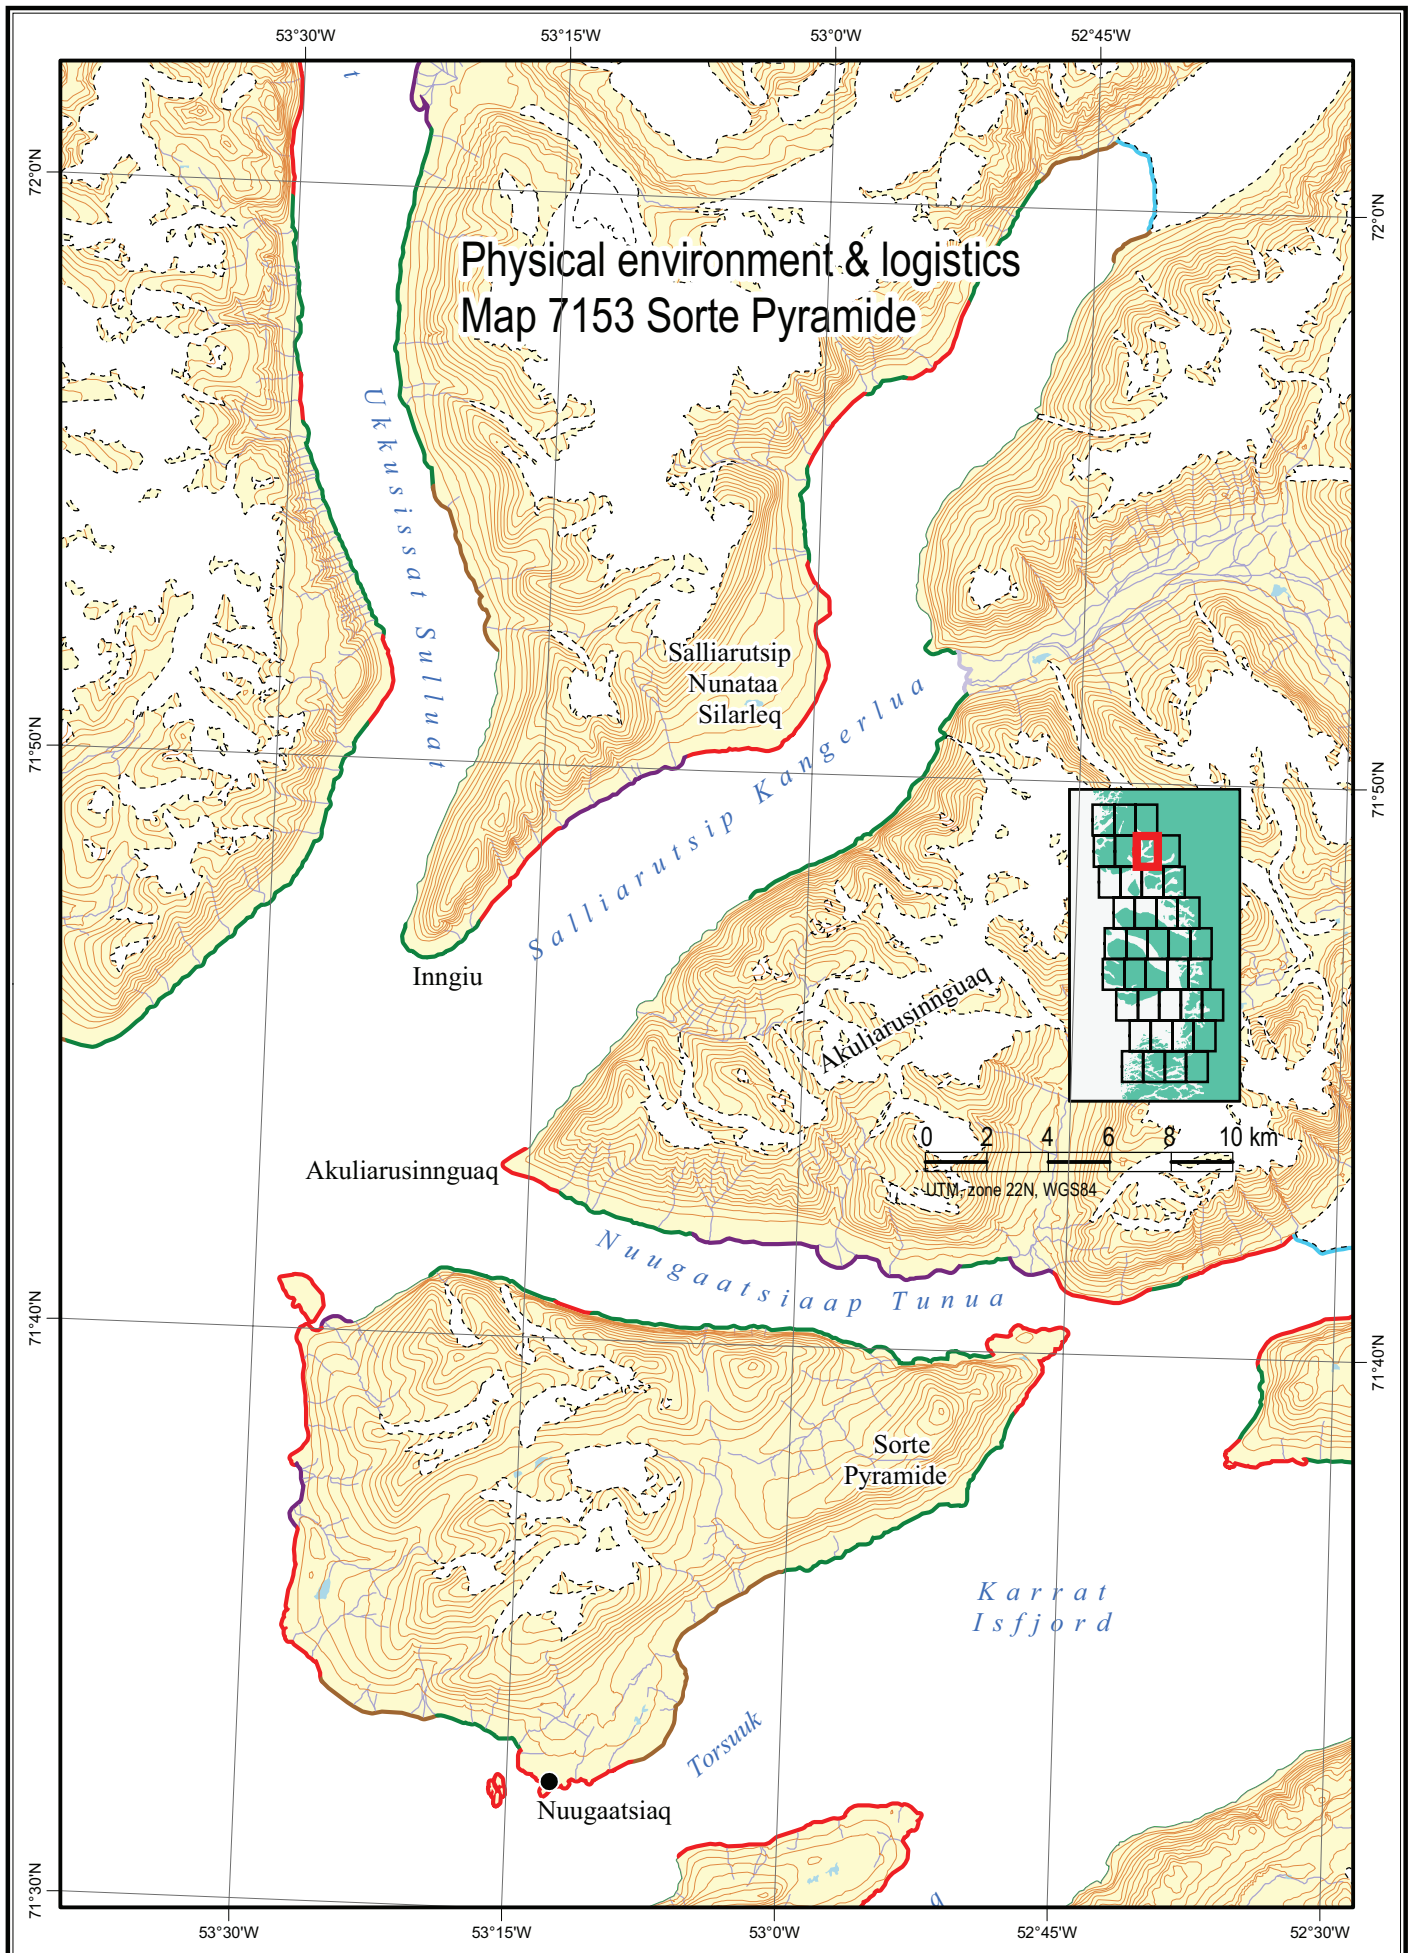 53°30'W
53°15'W
53°0'W
52°45'W
t
72°0'N
72°0'N
Physical environment & logistics
Map 7153 Sorte Pyramide
Ukkusissat Sulluat
Salliarutsip
Nunataa
Silarleq
Salliarutsip Kangerlua
71°50'N
71°50'N
Inngiu
Akuliarusinnguaq
0 2 4 6 8 10 km
UTM, zone 22N, WGS84
Akuliarusinnguaq
Nuugaatsiaap Tunua
71°40'N
71°40'N
Sorte
Pyramide
Karrat
Isfjord
Torsuuk
Nuugaatsiaq
q
71°30'N
53°30'W
53°15'W
53°0'W
52°45'W
52°30'W